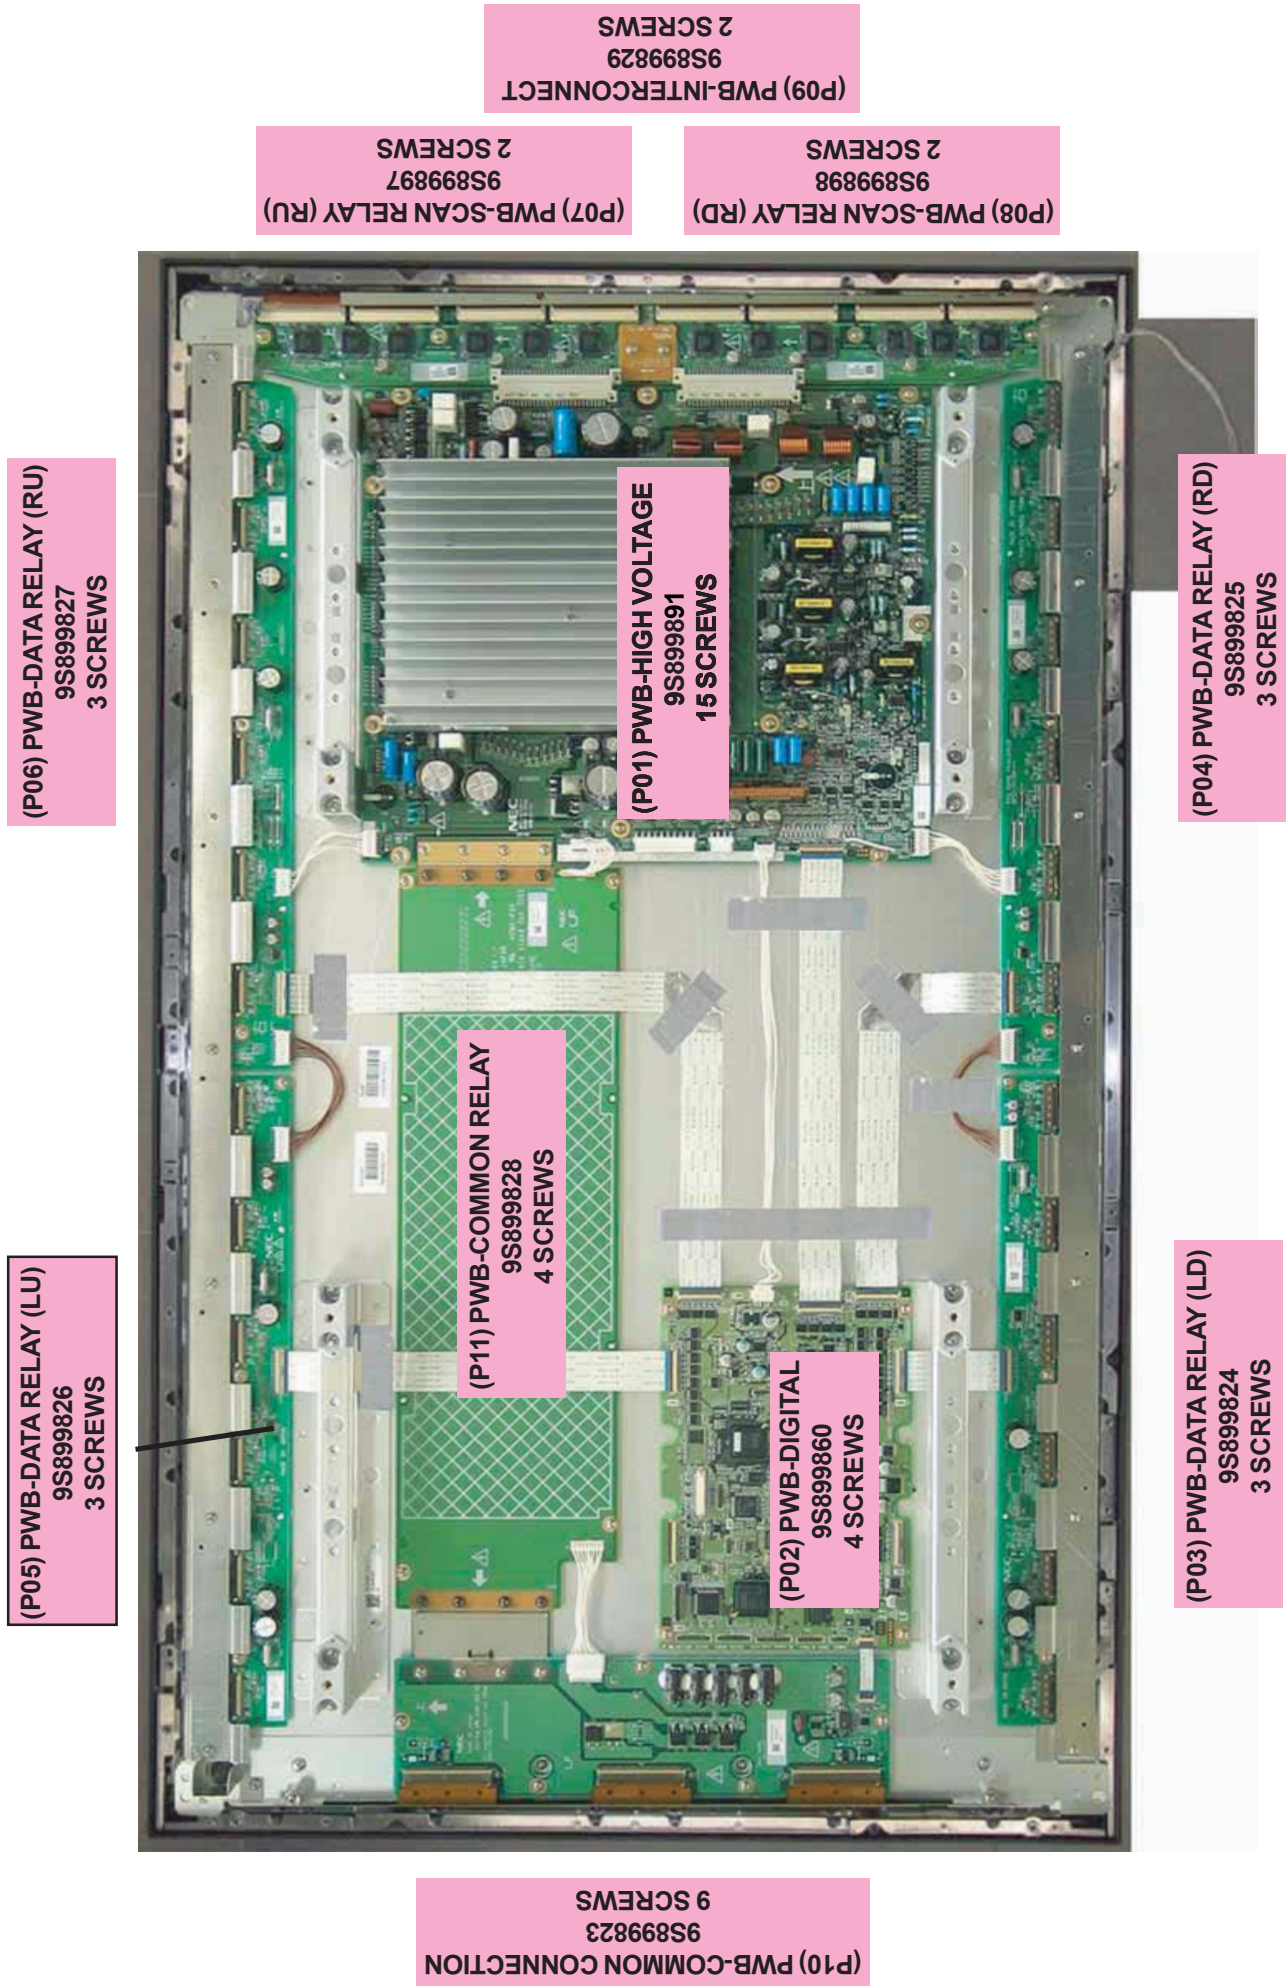 (P09) PWB-INTERCONNECT
9S899829
2 SCREWS
(P07) PWB-SCAN RELAY (RU)
9S899897
2 SCREWS
(P08) PWB-SCAN RELAY (RD)
9S899898
2 SCREWS
(P06) PWB-DATA RELAY (RU)
9S899827
3 SCREWS
(P01) PWB-HIGH VOLTAGE
9S899891
15 SCREWS
(P04) PWB-DATA RELAY (RD)
9S899825
3 SCREWS
(P05) PWB-DATA RELAY (LU)
9S899826
3 SCREWS
(P11) PWB-COMMON RELAY
9S899828
4 SCREWS
(P02) PWB-DIGITAL
9S899860
4 SCREWS
(P03) PWB-DATA RELAY (LD)
9S899824
3 SCREWS
(P10) PWB-COMMON CONNECTION
9S899823
9 SCREWS
NEC